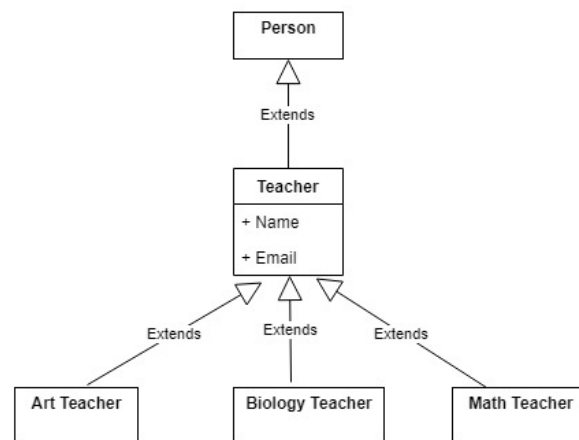 Person
Extends
Teacher
+ Name
+ Email
Extends
Extends
Extends
Art Teacher
Biology Teacher
Math Teacher